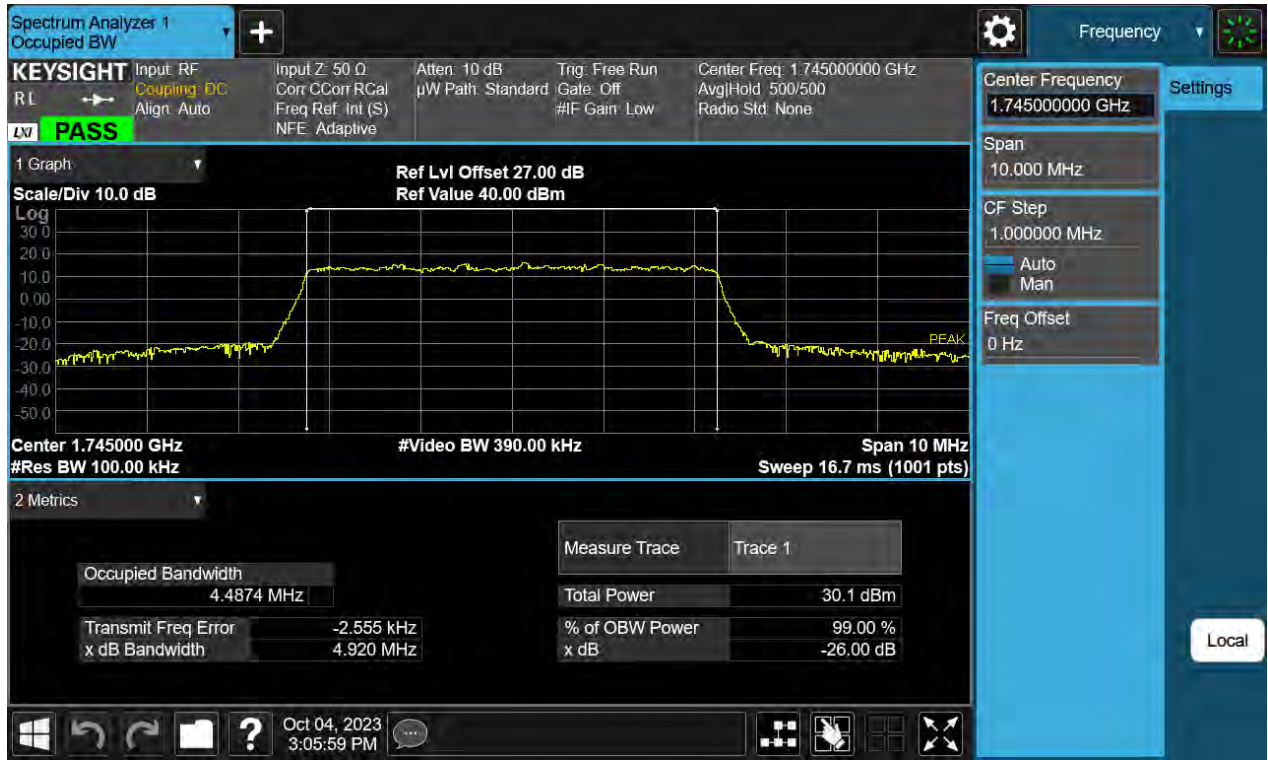 Spectrum Analyzer 1
Occupied BW
+
Frequency
KEYSIGHT
RL
LXI
PASS
Input: RF
Coupling: DC
Align: Auto
Input Z: 50 Ω
Corr CCorr RCal
Freq Ref: Int (S)
NFE: Adaptive
Atten: 10 dB
µW Path: Standard
Trig: Free Run
Gate: Off
#IF Gain: Low
Center Freq: 1.745000000 GHz
Avg|Hold: 500/500
Radio Std: None
Center Frequency
1.745000000 GHz
Settings
Span
10.000 MHz
CF Step
1.000000 MHz
Auto
Man
Freq Offset
0 Hz
Local
1 Graph
Scale/Div 10.0 dB
Ref Lvl Offset 27.00 dB
Ref Value 40.00 dBm
Log
30.0
20.0
10.0
0.00
-10.0
-20.0
-30.0
-40.0
-50.0
PEAK
Center 1.745000 GHz
#Video BW 390.00 kHz
Span 10 MHz
#Res BW 100.00 kHz
Sweep 16.7 ms (1001 pts)
2 Metrics
Measure Trace Trace 1
Occupied Bandwidth
4.4874 MHz
Total Power 30.1 dBm
Transmit Freq Error -2.555 kHz
% of OBW Power 99.00 %
x dB Bandwidth 4.920 MHz
x dB -26.00 dB
?
Oct 04, 2023
3:05:59 PM